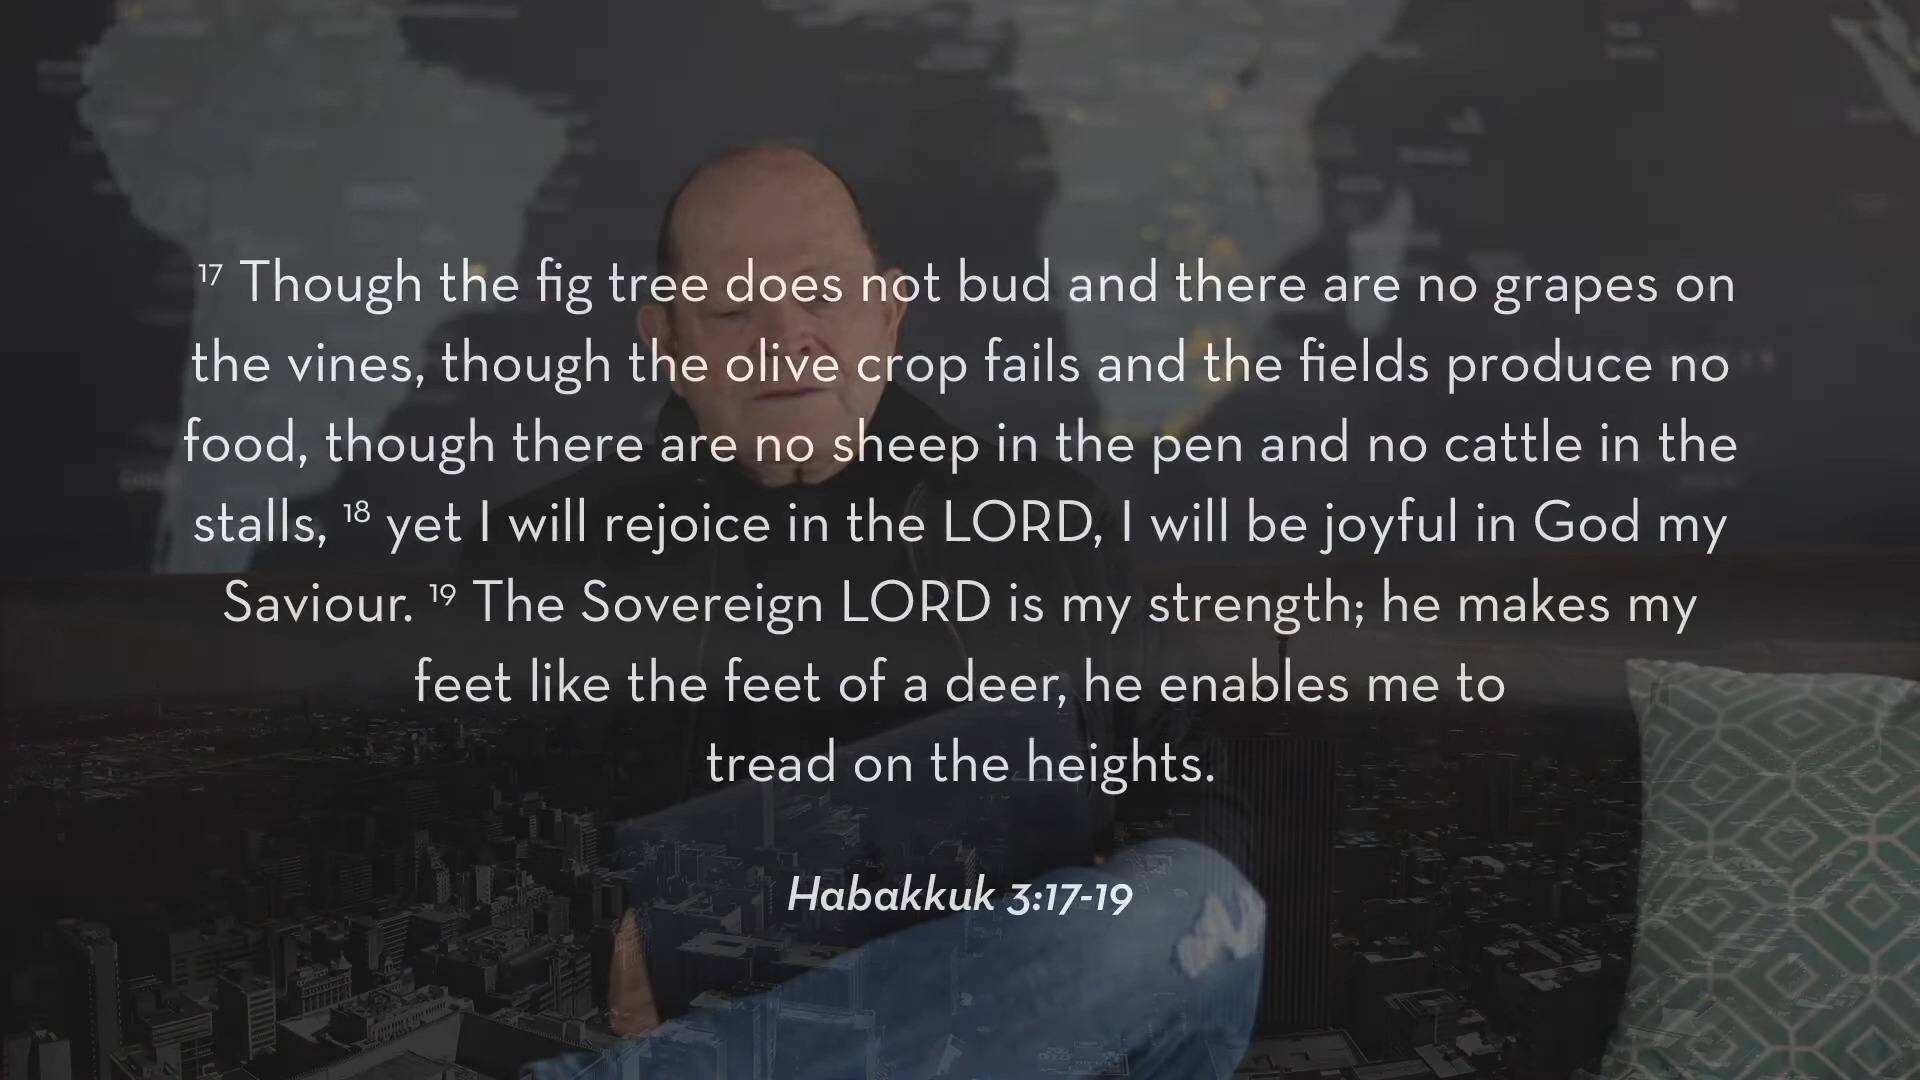 17 Though the fig tree does not bud and there are no grapes on
the vines, though the olive crop fails and the fields produce no
food, though there are no sheep in the pen and no cattle in the
stalls, 18 yet I will rejoice in the LORD, I will be joyful in God my
Saviour. 19 The Sovereign LORD is my strength; he makes my
feet like the feet of a deer, he enables me to
tread on the heights.
Habakkuk 3:17-19